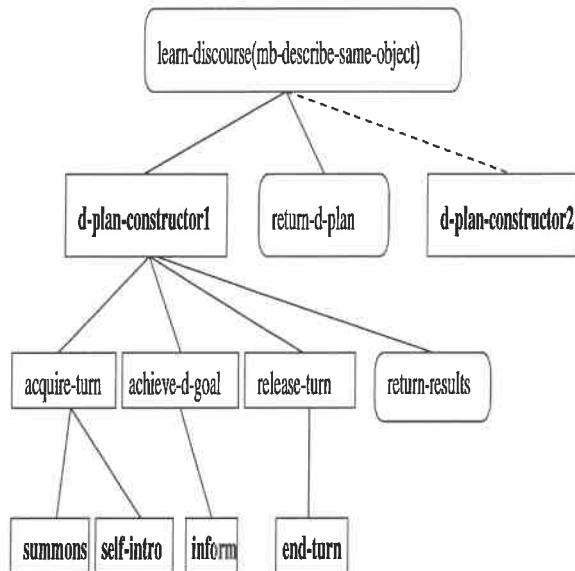 learn-discourse(mb-describe-same-object)
d-plan-constructor1
return-d-plan
d-plan-constructor2
acquire-turn
achieve-d-goal
release-turn
return-results
summons
self-intro
inform
end-turn